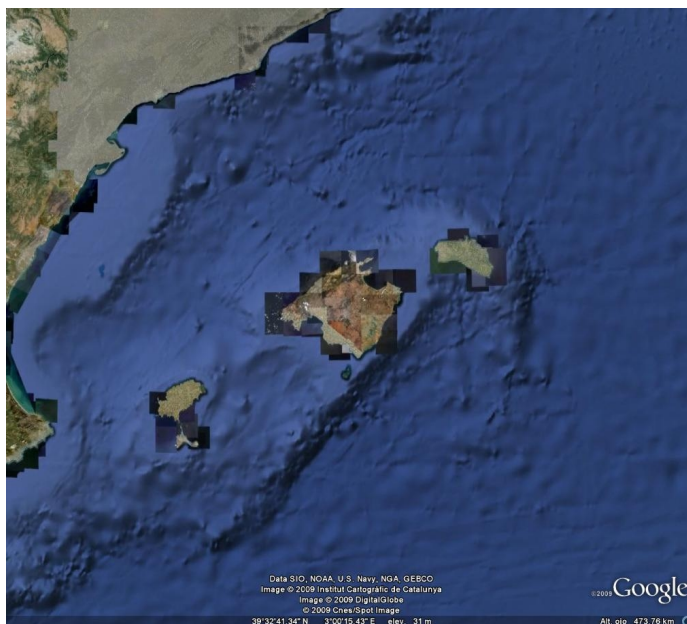 Data SIO, NOAA, U.S. Navy, NGA, GEBCO
Image © 2009 Institut Cartogràfic de Catalunya
Image © 2009 DigitalGlobe
© 2009 Cnes/Spot Image
©2009 Google
39°32'41.34" N 3°00'15.43" E elev. 31 m
Alt. ojo 473.76 km